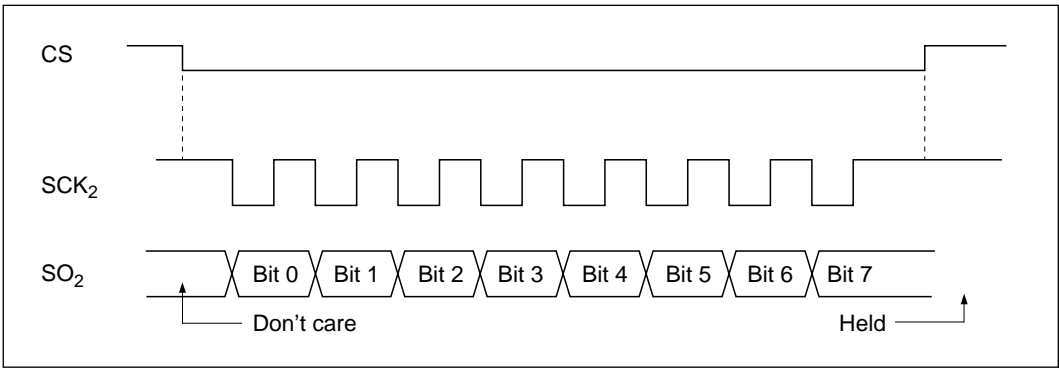 CS
SCK2
SO2 Bit 0 Bit 1 Bit 2 Bit 3 Bit 4 Bit 5 Bit 6 Bit 7
Don't care Held